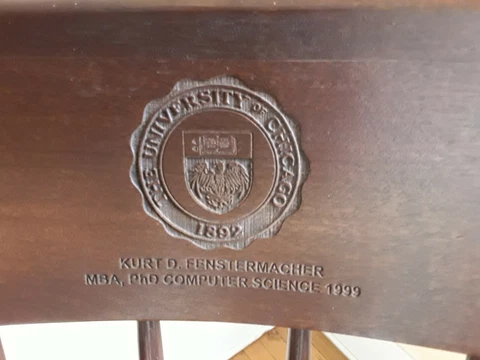 THE UNIVERSITY OF CHICAGO
1892
KURT D. FENSTERMACHER
MBA, PhD COMPUTER SCIENCE 1999